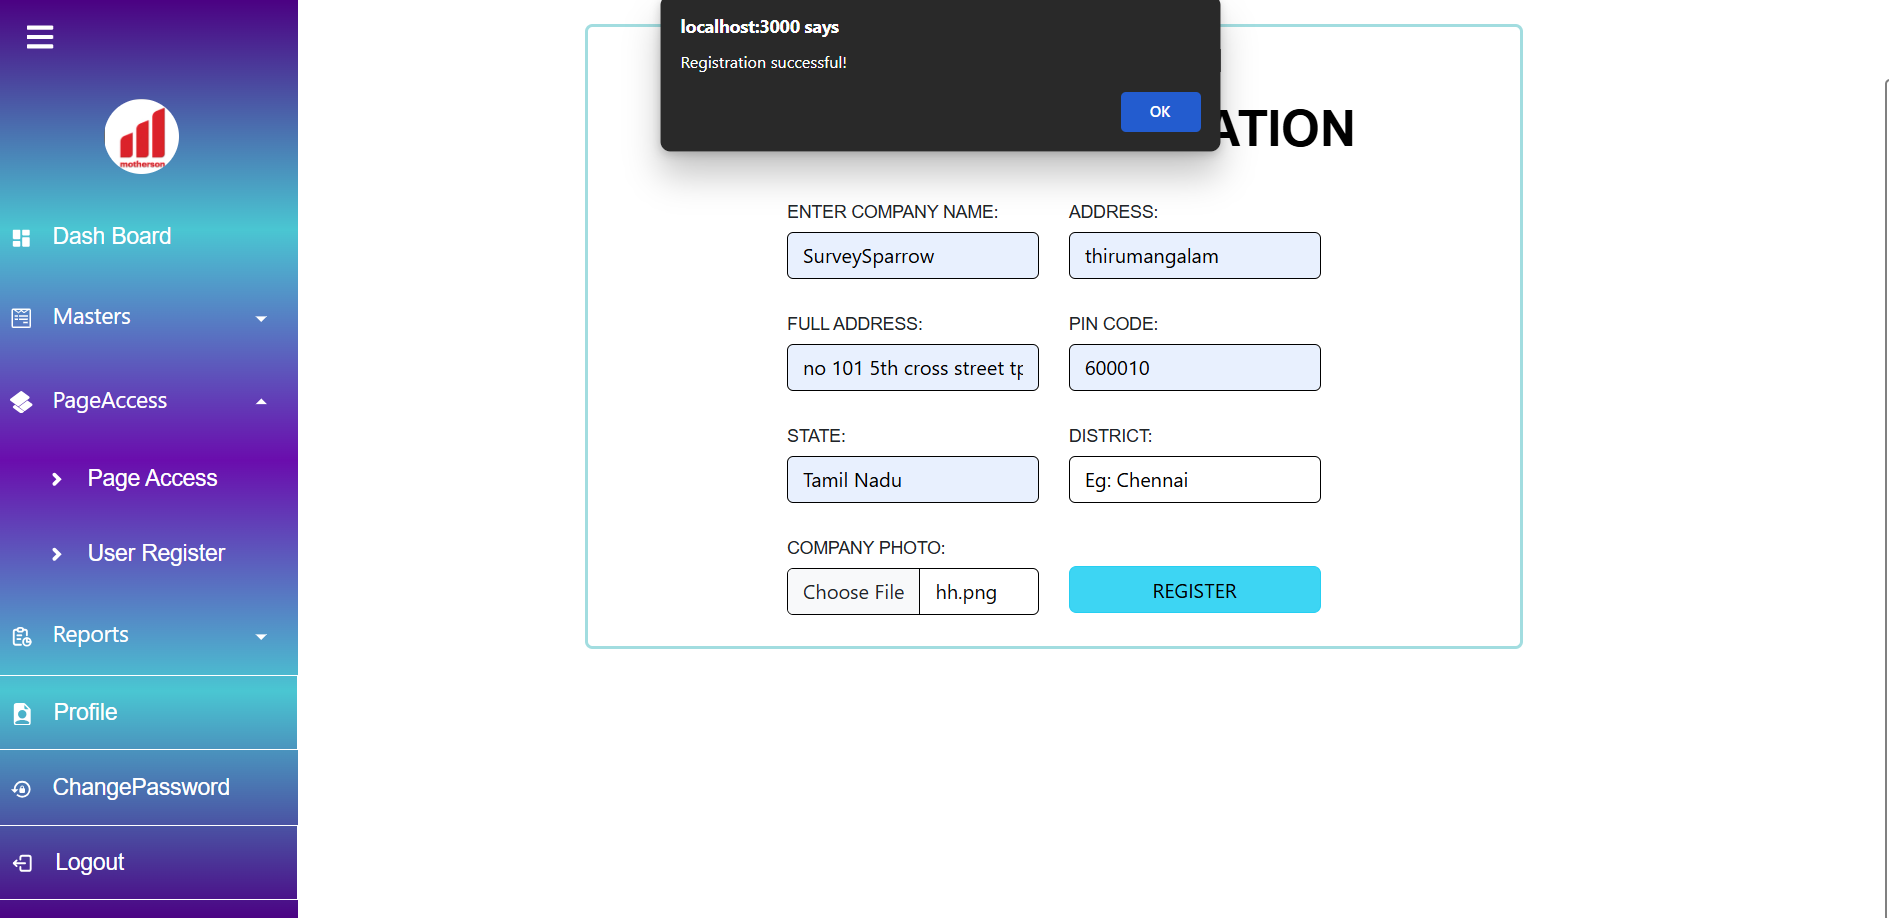 localhost:3000 says
Registration successful!
OK
ATION
motherson
Dash Board
Masters
PageAccess
Page Access
User Register
Reports
Profile
ChangePassword
Logout
ENTER COMPANY NAME:
ADDRESS:
SurveySparrow
thirumangalam
FULL ADDRESS:
PIN CODE:
no 101 5th cross street tp
600010
STATE:
DISTRICT:
Tamil Nadu
Eg: Chennai
COMPANY PHOTO:
Choose File
hh.png
REGISTER